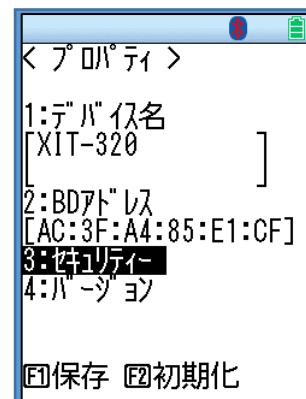 < プロパティ >
1:デバイス名
[XIT-320
]
2:BDアドレス
[AC:3F:A4:85:E1:CF]
3:セキュリティー
4:バージョン
F1保存 F2初期化